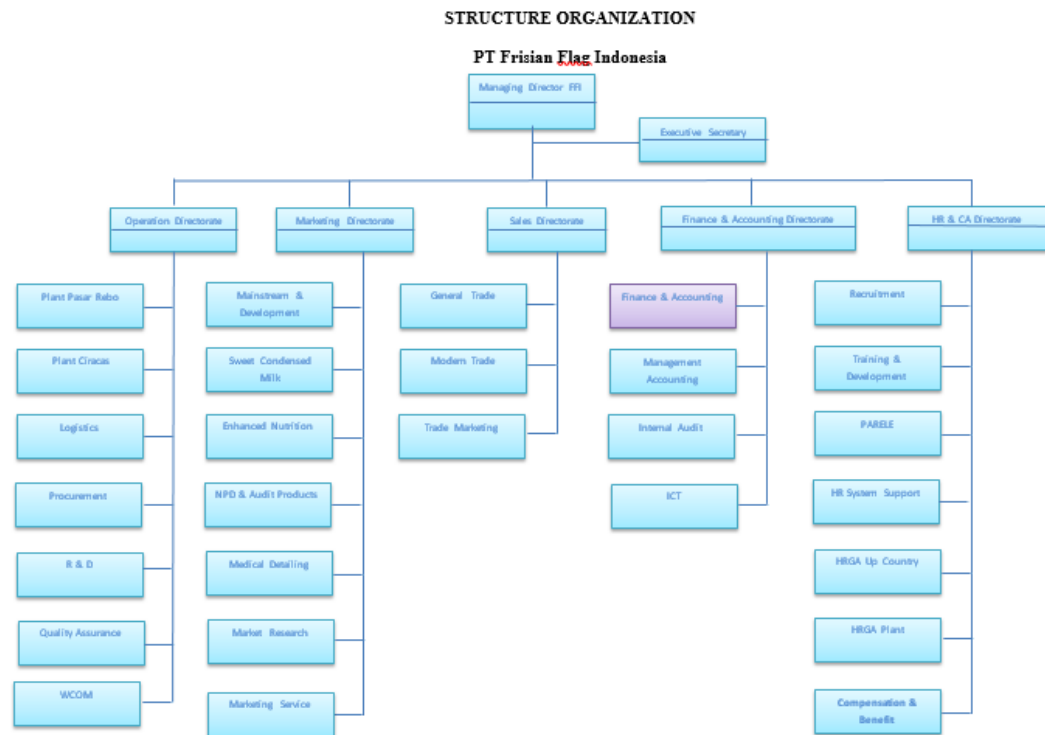 STRUCTURE ORGANIZATION
PT Frisian Flag Indonesia
Managing Director FFI
Executive Secretary
Operation Directorate
Marketing Directorate
Sales Directorate
Finance & Accounting Directorate
HR & CA Directorate
Plant Pasar Rebo
Plant Ciracas
Logistics
Procurement
R & D
Quality Assurance
WCOM
Mainstream &
Development
Sweet Condensed
Milk
Enhanced Nutrition
NPD & Audit Products
Medical Detailing
Market Research
Marketing Service
General Trade
Modern Trade
Trade Marketing
Finance & Accounting
Management
Accounting
Internal Audit
ICT
Recruitment
Training &
Development
PARELE
HR System Support
HRGA Up Country
HRGA Plant
Compensation &
Benefit